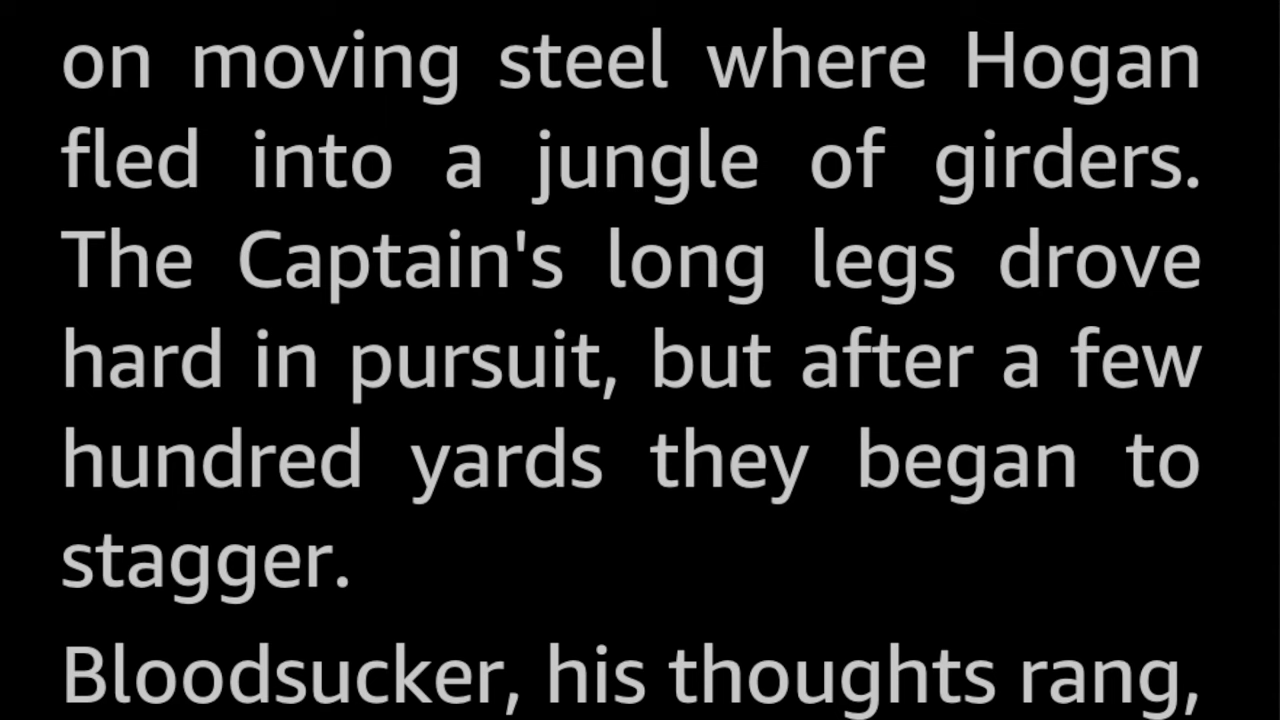 on moving steel where Hogan
fled into a jungle of girders.
The Captain's long legs drove
hard in pursuit, but after a few
hundred yards they began to
stagger.
Bloodsucker, his thoughts rang,